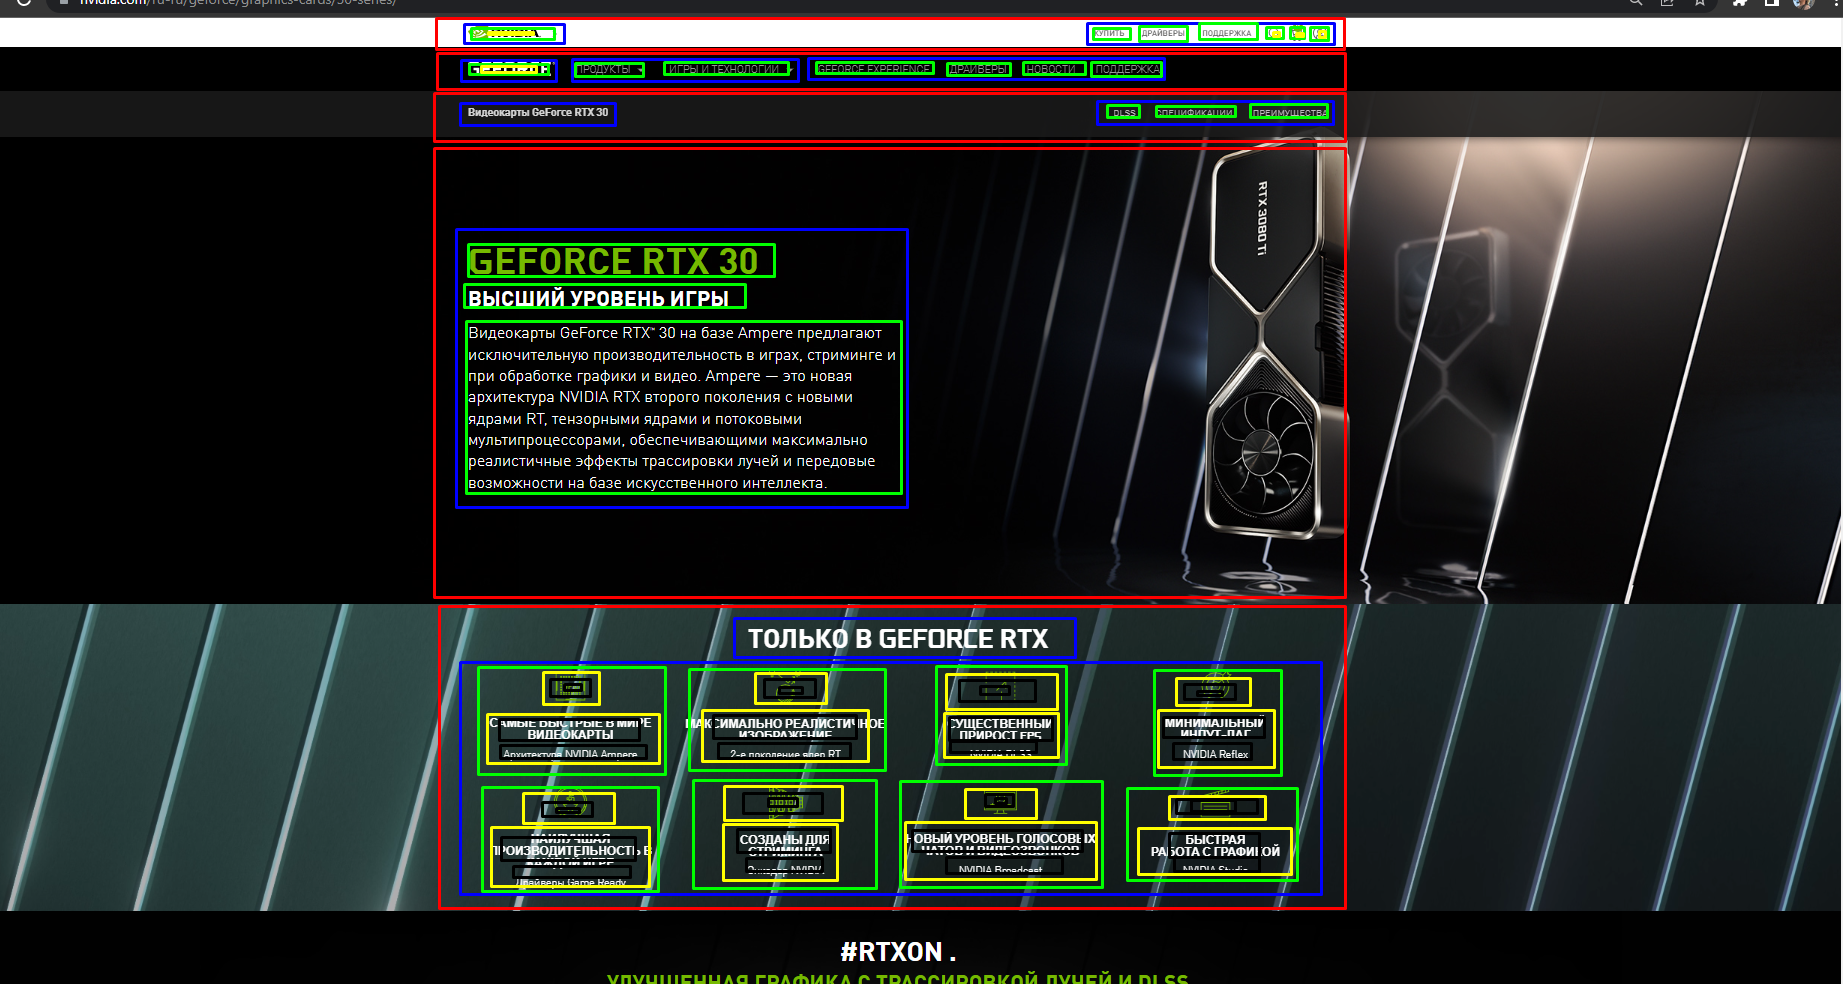 nvidia.com/ru-ru/geforce/graphics-cards/30-series/
КУПИТЬ ДРАЙВЕРЫ ПОДДЕРЖКА
ПРОДУКТЫ ИГРЫ И ТЕХНОЛОГИИ GEFORCE EXPERIENCE ДРАЙВЕРЫ НОВОСТИ ПОДДЕРЖКА
Видеокарты GeForce RTX 30 DLSS СПЕЦИФИКАЦИИ ПРЕИМУЩЕСТВА
RTX 3080 Ti
GEFORCE RTX 30
ВЫСШИЙ УРОВЕНЬ ИГРЫ
Видеокарты GeForce RTX™ 30 на базе Ampere предлагают
исключительную производительность в играх, стриминге и
при обработке графики и видео. Ampere — это новая
архитектура NVIDIA RTX второго поколения с новыми
ядрами RT, тензорными ядрами и потоковыми
мультипроцессорами, обеспечивающими максимально
реалистичные эффекты трассировки лучей и передовые
возможности на базе искусственного интеллекта.
ТОЛЬКО В GEFORCE RTX
САМЫЕ БЫСТРЫЕ В МИРЕ
ВИДЕОКАРТЫ
Архитектура NVIDIA Ampere
МАКСИМАЛЬНО РЕАЛИСТИЧНОЕ
ИЗОБРАЖЕНИЕ
2-е поколение ядер RT
СУЩЕСТВЕННЫЙ
ПРИРОСТ FPS
NVIDIA DLSS
МИНИМАЛЬНЫЙ
ИНПУТ-ЛАГ
NVIDIA Reflex
НАИЛУЧШАЯ
ПРОИЗВОДИТЕЛЬНОСТЬ В
КАЖДОЙ ИГРЕ
Драйверы Game Ready
СОЗДАНЫ ДЛЯ
СТРИМИНГА
Энкодер NVIDIA
НОВЫЙ УРОВЕНЬ ГОЛОСОВЫХ
ЧАТОВ И ВИДЕОЗВОНКОВ
NVIDIA Broadcast
БЫСТРАЯ
РАБОТА С ГРАФИКОЙ
NVIDIA Studio
#RTXON .
УЛУЧШЕННАЯ ГРАФИКА С ТРАССИРОВКОЙ ЛУЧЕЙ И DLSS